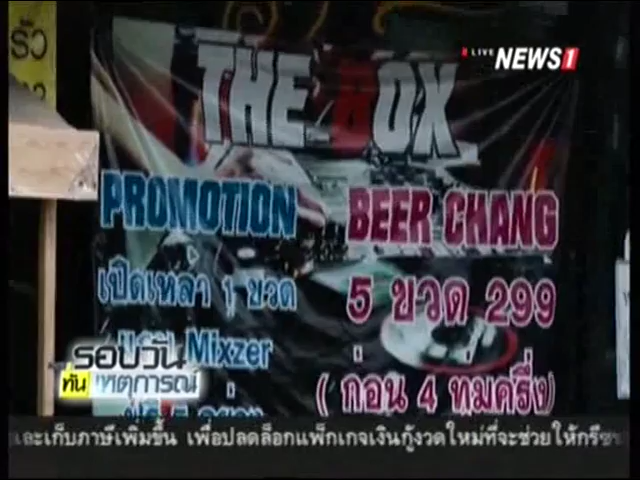 LIVE NEWS1
THE BOX
PROMOTION
BEER CHANG
เปิดเหล้า 1 ขวด
5 ขวด 299
Mixzer
(ก่อน 4 ทุ่มครึ่ง)
รอบวัน
ทันเหตุการณ์
และเก็บภาษีเพิ่มขึ้น เพื่อปลดล็อกแพ็กเกจเงินกู้งวดใหม่ที่จะช่วยให้กรีซ